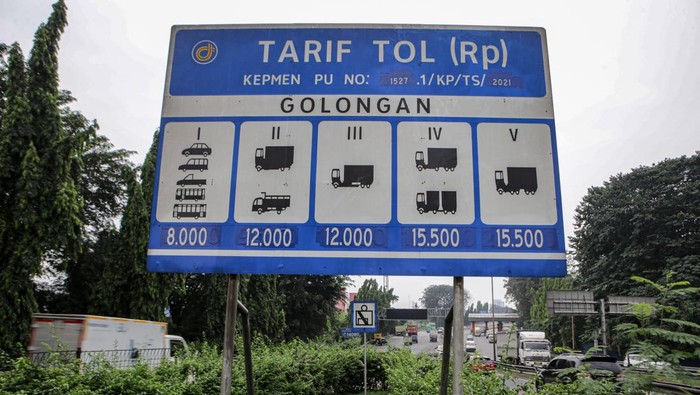 TARIF TOL (Rp)
KEPMEN PU NO: 1527 .1/KP/TS/ 2021
GOLONGAN
I II III IV V
8.000 12.000 12.000 15.500 15.500